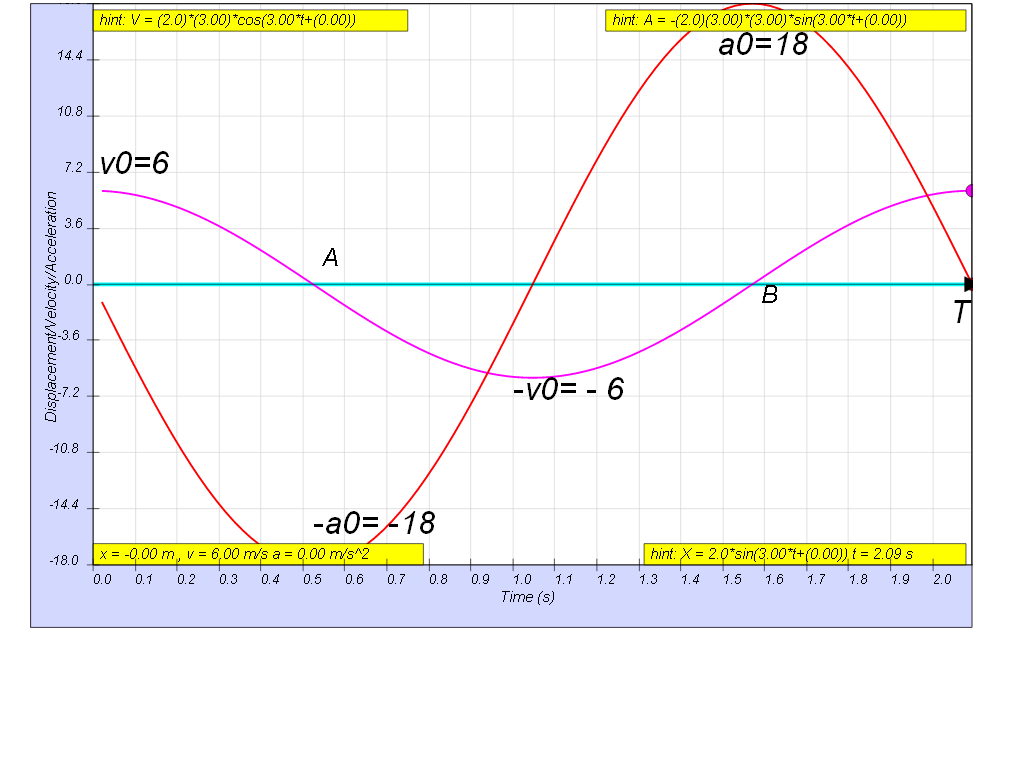 hint: V = (2.0)*(3.00)*cos(3.00*t+(0.00))
hint: A = -(2.0)(3.00)*(3.00)*sin(3.00*t+(0.00))
a0=18
14.4
10.8
v0=6
7.2
3.6
A
0.0
B
T
-3.6
-v0= - 6
-7.2
-10.8
-14.4
-a0= -18
-18.0
Displacement/Velocity/Acceleration
x = -0.00 m , v = 6.00 m/s a = 0.00 m/s^2
hint: X = 2.0*sin(3.00*t+(0.00)) t = 2.09 s
0.0 0.1 0.2 0.3 0.4 0.5 0.6 0.7 0.8 0.9 1.0 1.1 1.2 1.3 1.4 1.5 1.6 1.7 1.8 1.9 2.0
Time (s)